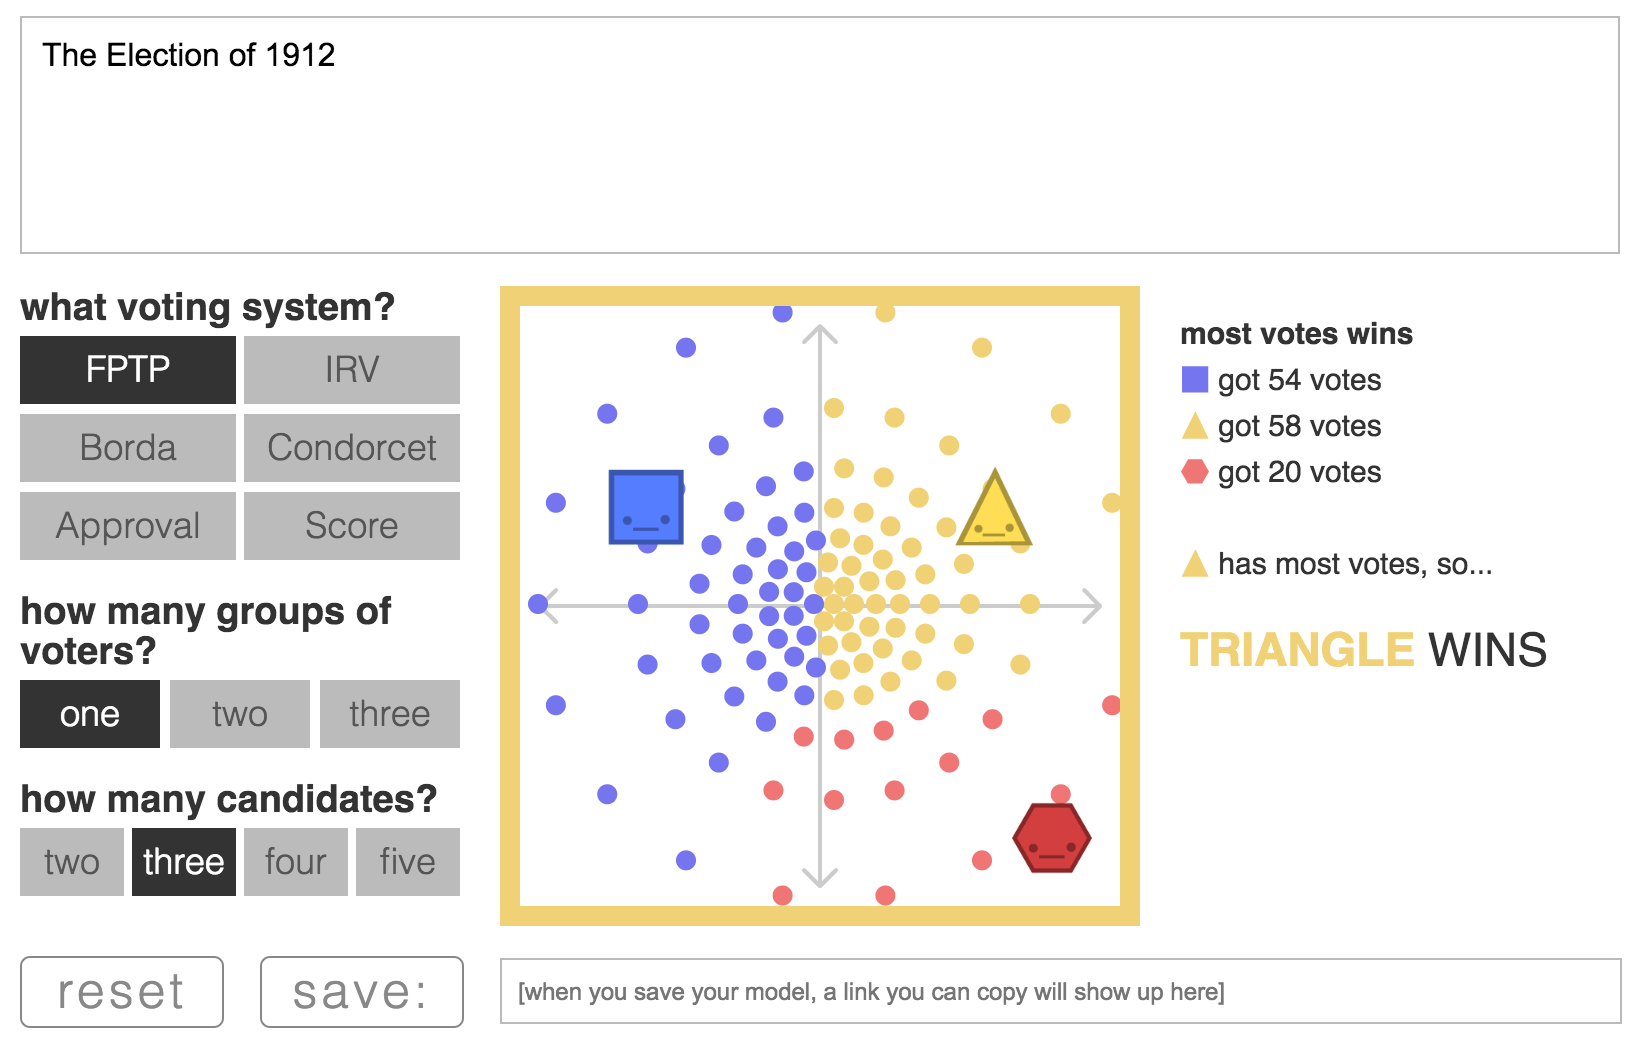 The Election of 1912
what voting system?
FPTP
IRV
Borda
Condorcet
Approval
Score
how many groups of
voters?
one
two
three
how many candidates?
two
three
four
five
reset
save:
most votes wins
got 54 votes
got 58 votes
got 20 votes
has most votes, so...
TRIANGLE WINS
[when you save your model, a link you can copy will show up here]